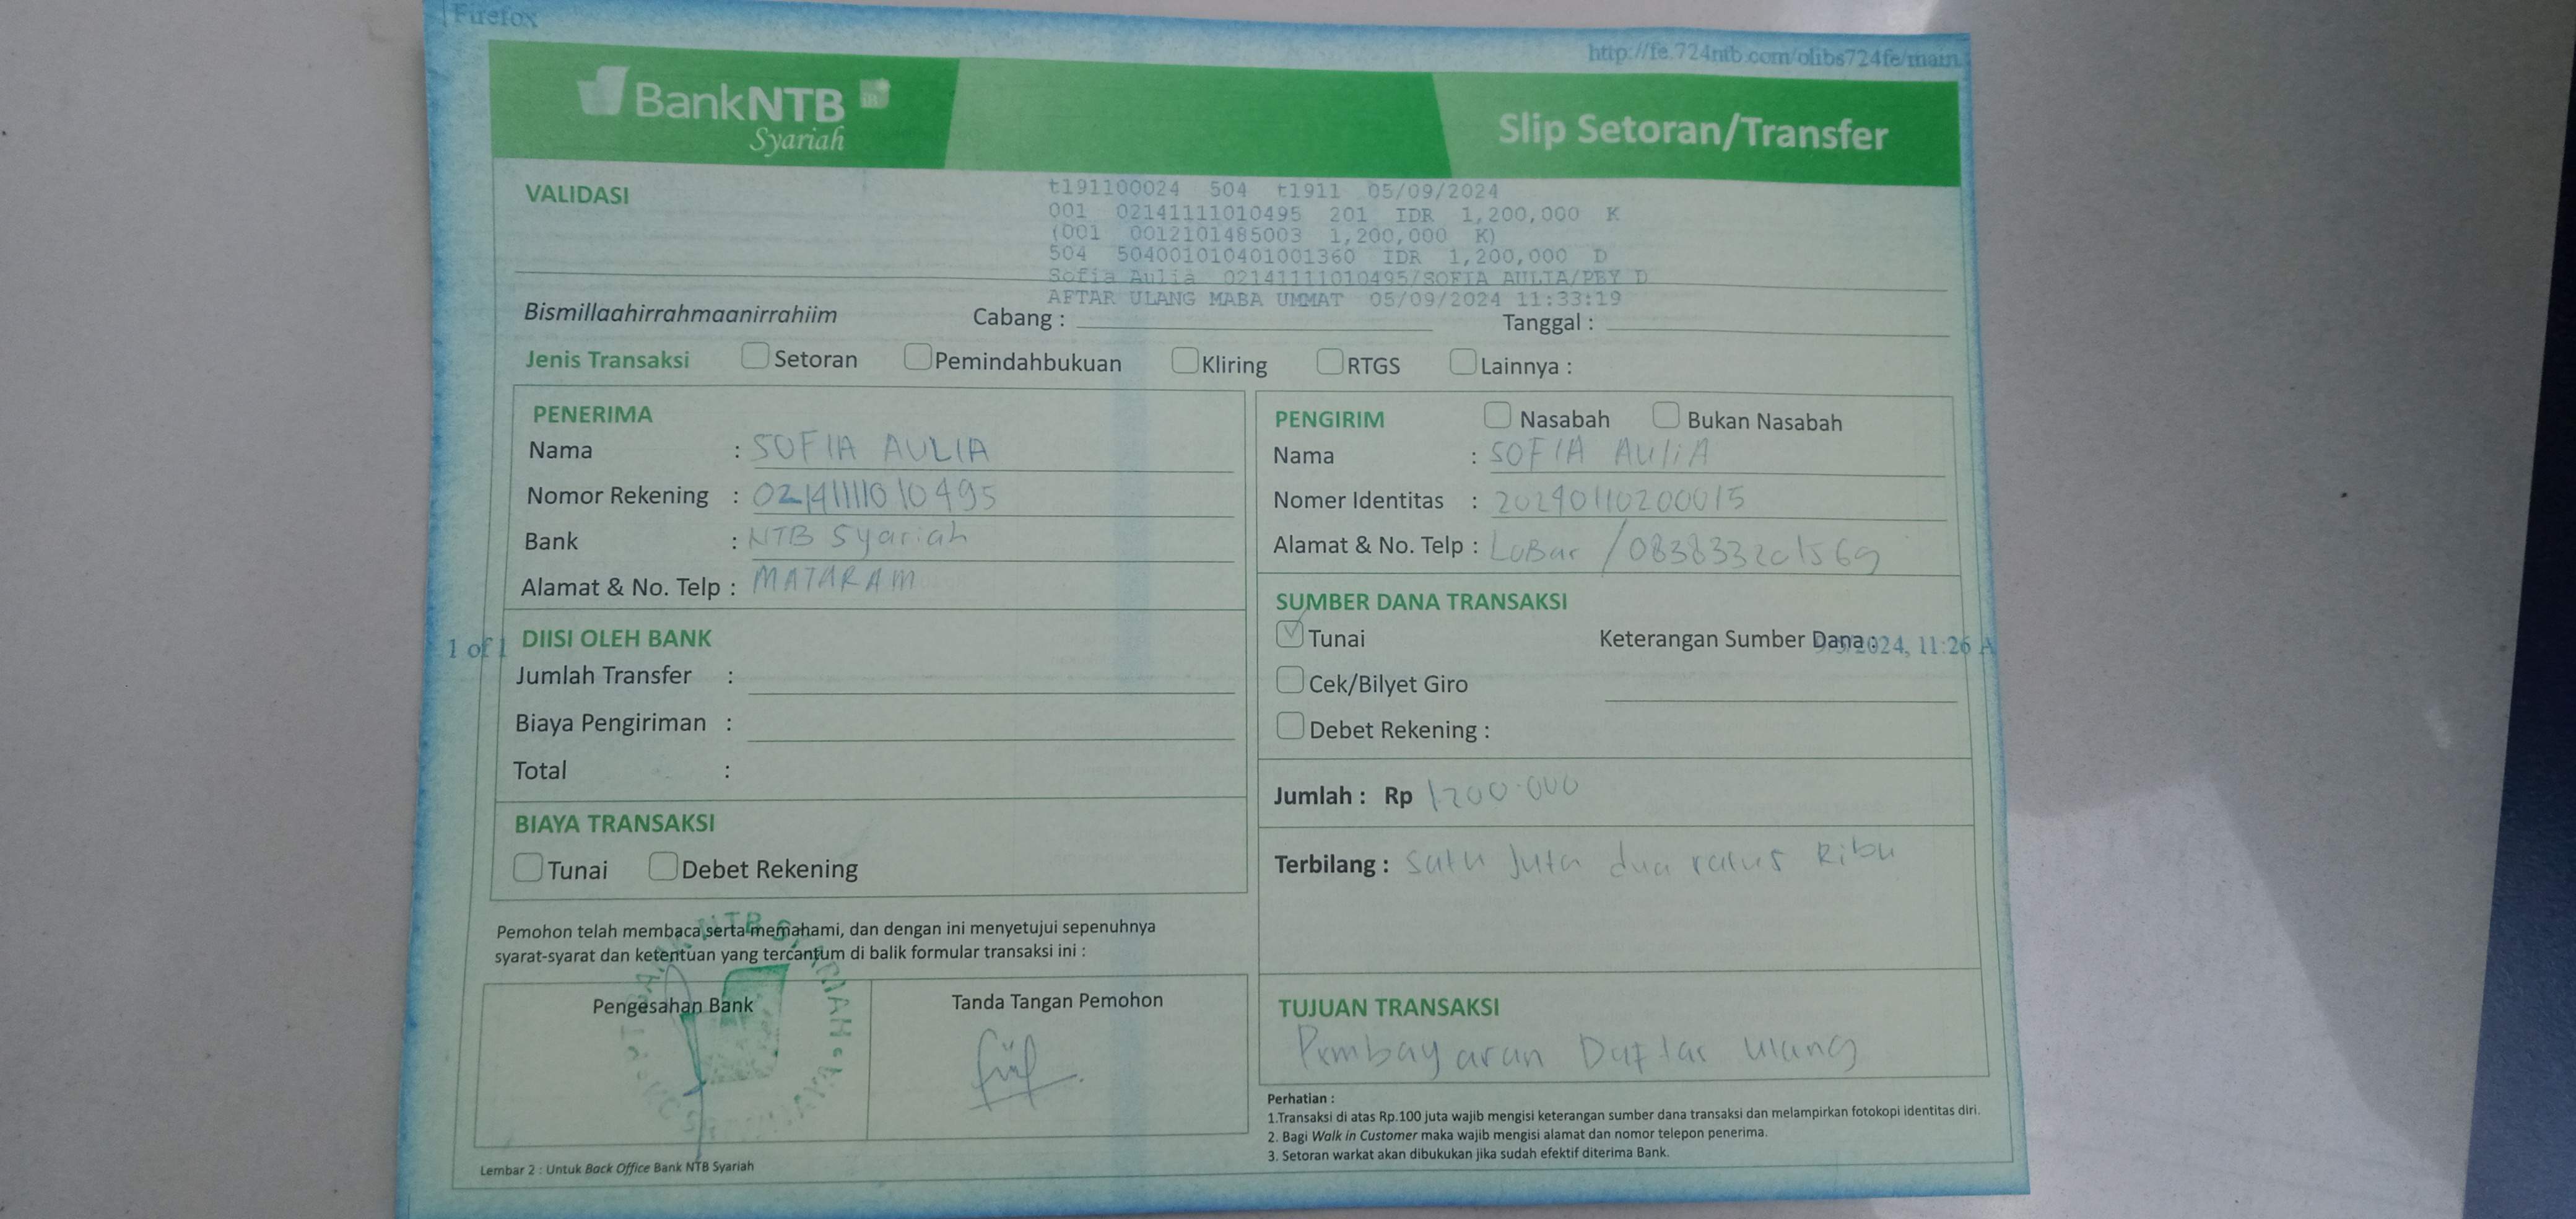 Firefox
http://fe.724ntb.com/olibs724fe/main.
BankNTB
Syariah
Slip Setoran/Transfer
VALIDASI
t191100024 504 t1911 05/09/2024
001 02141111010495 201 IDR 1,200,000 K
(001 0012101485003 1,200,000 K)
504 504001010401001360 IDR 1,200,000 D
Sofia Aulia 02141111010495/SOFIA AULIA/PBY D
AFTAR ULANG MABA UMMAT 05/09/2024 11:33:19
Bismillaahirrahmaanirrahiim Cabang : Tanggal :
Jenis Transaksi Setoran Pemindahbukuan Kliring RTGS Lainnya :
PENERIMA
Nama : SOFIA AULIA
Nomor Rekening : 02141111010495
Bank : NTB Syariah
Alamat & No. Telp : MATARAM
PENGIRIM Nasabah Bukan Nasabah
Nama : SOFIA AULIA
Nomer Identitas : 20240110200015
Alamat & No. Telp : LoBar / 083833201569
DIISI OLEH BANK
Jumlah Transfer :
Biaya Pengiriman :
Total :
SUMBER DANA TRANSAKSI
Tunai Keterangan Sumber Dana :
Cek/Bilyet Giro
Debet Rekening :
1 of 1
2024, 11:26 A
BIAYA TRANSAKSI
Tunai Debet Rekening
Jumlah : Rp 1.200.000
Terbilang : Satu Juta dua ratus Ribu
Pemohon telah membaca serta memahami, dan dengan ini menyetujui sepenuhnya
syarat-syarat dan ketentuan yang tercantum di balik formular transaksi ini :
Pengesahan Bank
Tanda Tangan Pemohon
TUJUAN TRANSAKSI
Pembayaran Daftar Ulang
Perhatian :
1.Transaksi di atas Rp.100 juta wajib mengisi keterangan sumber dana transaksi dan melampirkan fotokopi identitas diri.
2. Bagi Walk in Customer maka wajib mengisi alamat dan nomor telepon penerima.
3. Setoran warkat akan dibukukan jika sudah efektif diterima Bank.
Lembar 2 : Untuk Back Office Bank NTB Syariah